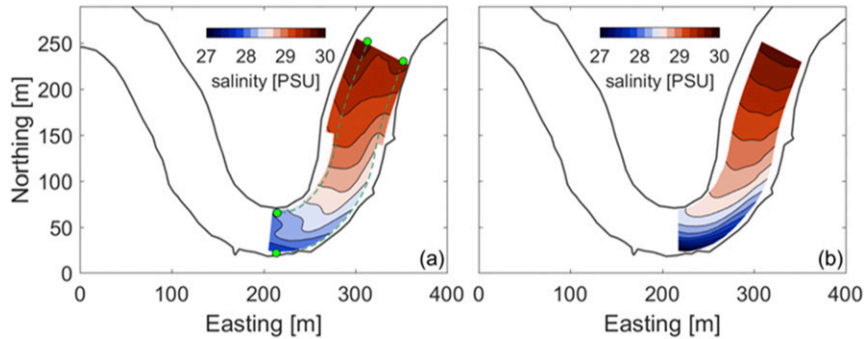 250
200
150
100
50
0
Northing [m]
27 28 29 30
salinity [PSU]
(a)
0 100 200 300 400
Easting [m]
27 28 29 30
salinity [PSU]
(b)
0 100 200 300 400
Easting [m]